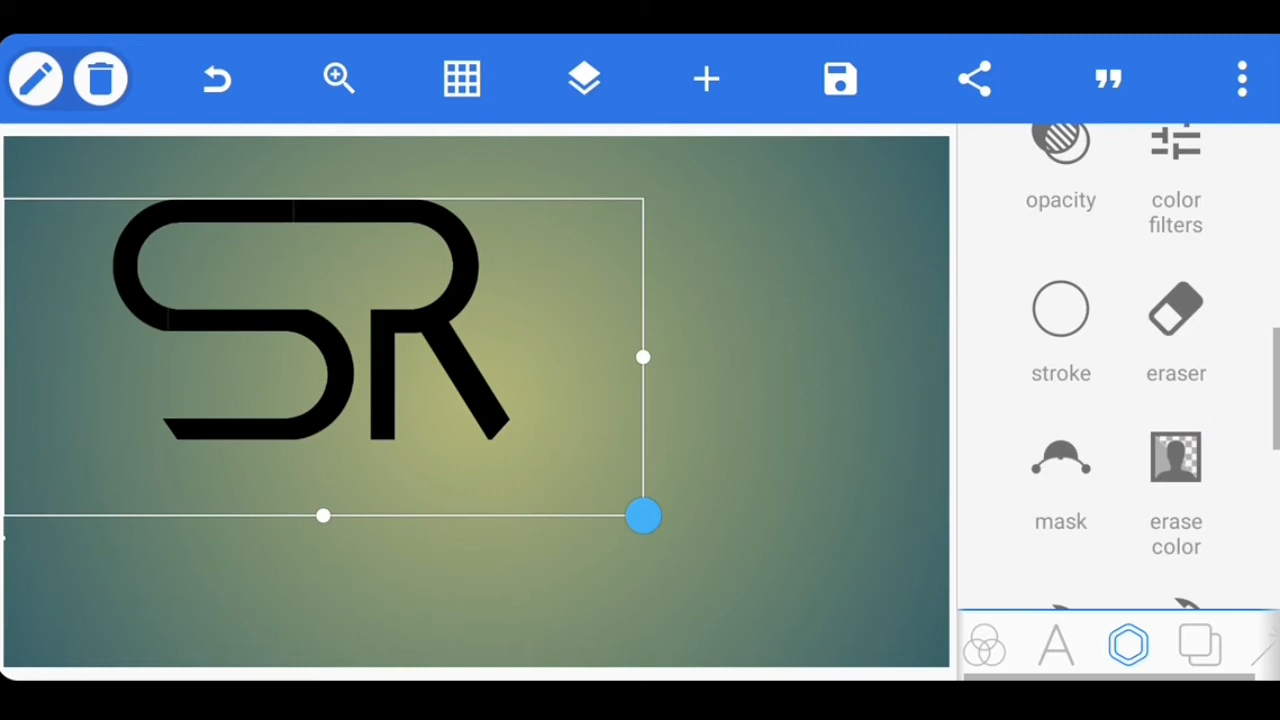 SR
opacity
color
filters
stroke
eraser
mask
erase
color